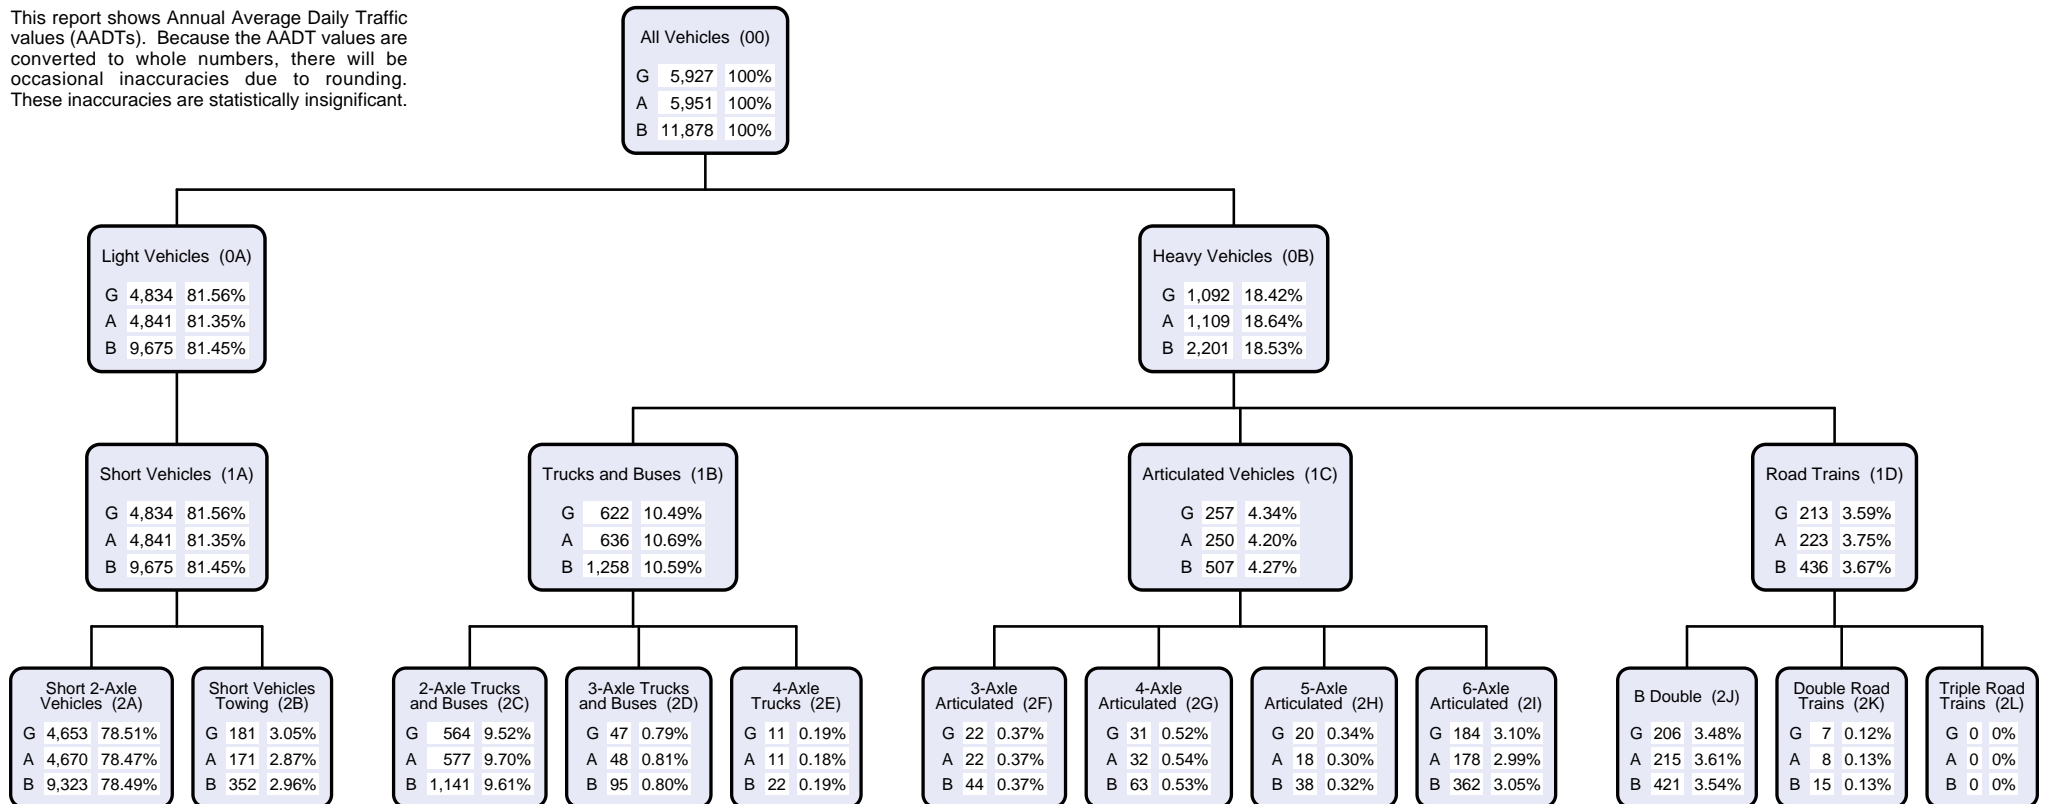 This report shows Annual Average Daily Traffic
values (AADTs). Because the AADT values are
converted to whole numbers, there will be
occasional inaccuracies due to rounding.
These inaccuracies are statistically insignificant.
All Vehicles (00)
G 5,927 100%
A 5,951 100%
B 11,878 100%
Light Vehicles (0A)
G 4,834 81.56%
A 4,841 81.35%
B 9,675 81.45%
Heavy Vehicles (0B)
G 1,092 18.42%
A 1,109 18.64%
B 2,201 18.53%
Short Vehicles (1A)
G 4,834 81.56%
A 4,841 81.35%
B 9,675 81.45%
Trucks and Buses (1B)
G 622 10.49%
A 636 10.69%
B 1,258 10.59%
Articulated Vehicles (1C)
G 257 4.34%
A 250 4.20%
B 507 4.27%
Road Trains (1D)
G 213 3.59%
A 223 3.75%
B 436 3.67%
Short 2-Axle
Vehicles (2A)
G 4,653 78.51%
A 4,670 78.47%
B 9,323 78.49%
Short Vehicles
Towing (2B)
G 181 3.05%
A 171 2.87%
B 352 2.96%
2-Axle Trucks
and Buses (2C)
G 564 9.52%
A 577 9.70%
B 1,141 9.61%
3-Axle Trucks
and Buses (2D)
G 47 0.79%
A 48 0.81%
B 95 0.80%
4-Axle
Trucks (2E)
G 11 0.19%
A 11 0.18%
B 22 0.19%
3-Axle
Articulated (2F)
G 22 0.37%
A 22 0.37%
B 44 0.37%
4-Axle
Articulated (2G)
G 31 0.52%
A 32 0.54%
B 63 0.53%
5-Axle
Articulated (2H)
G 20 0.34%
A 18 0.30%
B 38 0.32%
6-Axle
Articulated (2I)
G 184 3.10%
A 178 2.99%
B 362 3.05%
B Double (2J)
G 206 3.48%
A 215 3.61%
B 421 3.54%
Double Road
Trains (2K)
G 7 0.12%
A 8 0.13%
B 15 0.13%
Triple Road
Trains (2L)
G 0 0%
A 0 0%
B 0 0%